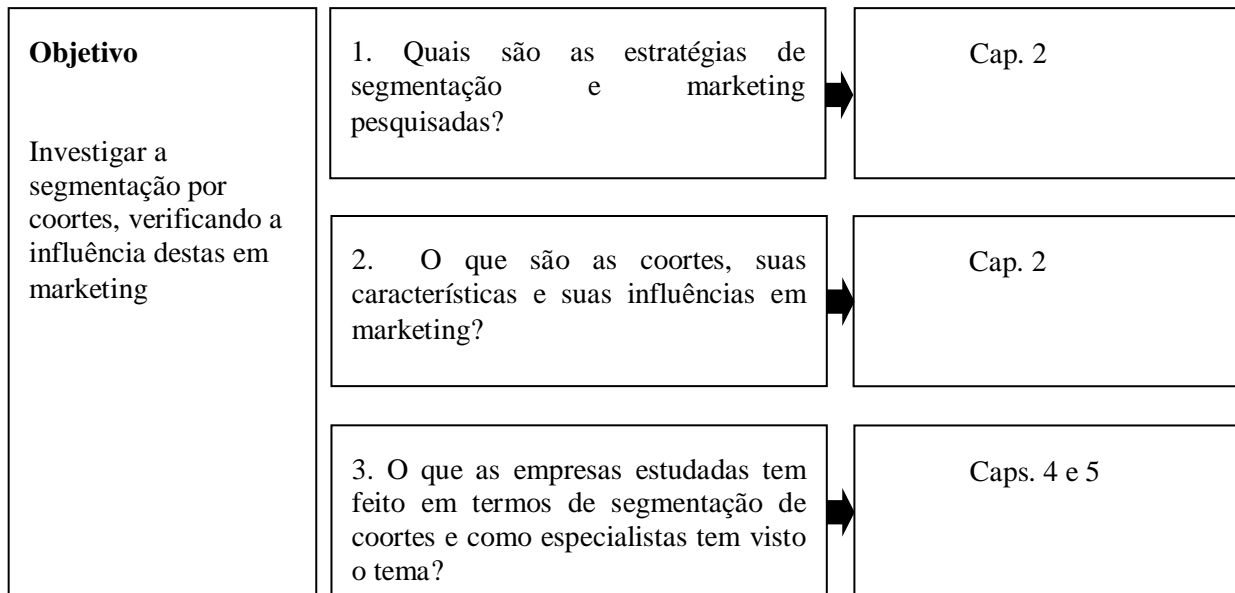 Objetivo
Investigar a
segmentação por
coortes, verificando a
influência destas em
marketing
1. Quais são as estratégias de
segmentação e marketing
pesquisadas?
Cap. 2
2. O que são as coortes, suas
característícas e suas influências em
marketing?
Cap. 2
3. O que as empresas estudadas tem
feito em termos de segmentação de
coortes e como especialistas tem visto
o tema?
Caps. 4 e 5